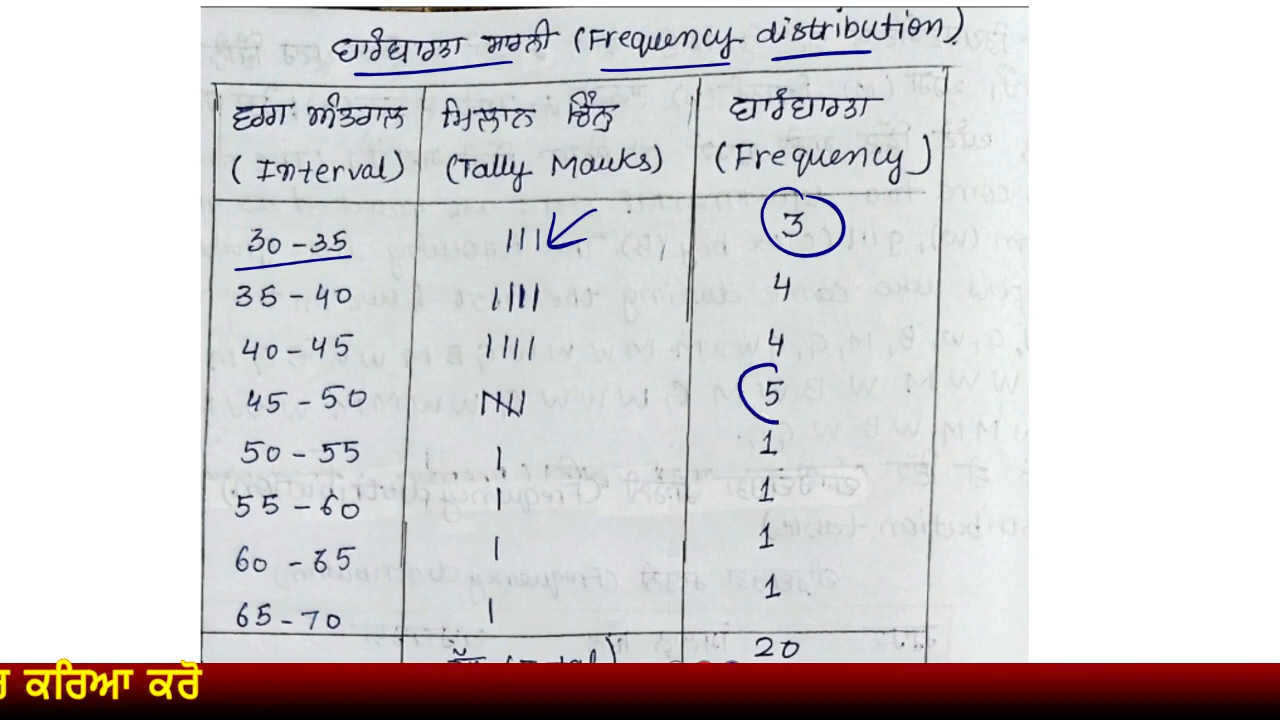 ਬਾਰੰਬਾਰਤਾ ਸਾਰਨੀ (Frequency distribution)
ਵਰਗ ਅੰਤਰਾਲ ਮਿਲਾਨ ਚਿੰਨ੍ਹ ਬਾਰੰਬਾਰਤਾ
(Interval) (Tally Marks) (Frequency)
30-35 ||| 3
35-40 |||| 4
40-45 |||| 4
45-50 𝍸 5
50-55 | 1
55-60 | 1
60-65 | 1
65-70 | 1
20
ਕਰਿਆ ਕਰੋ